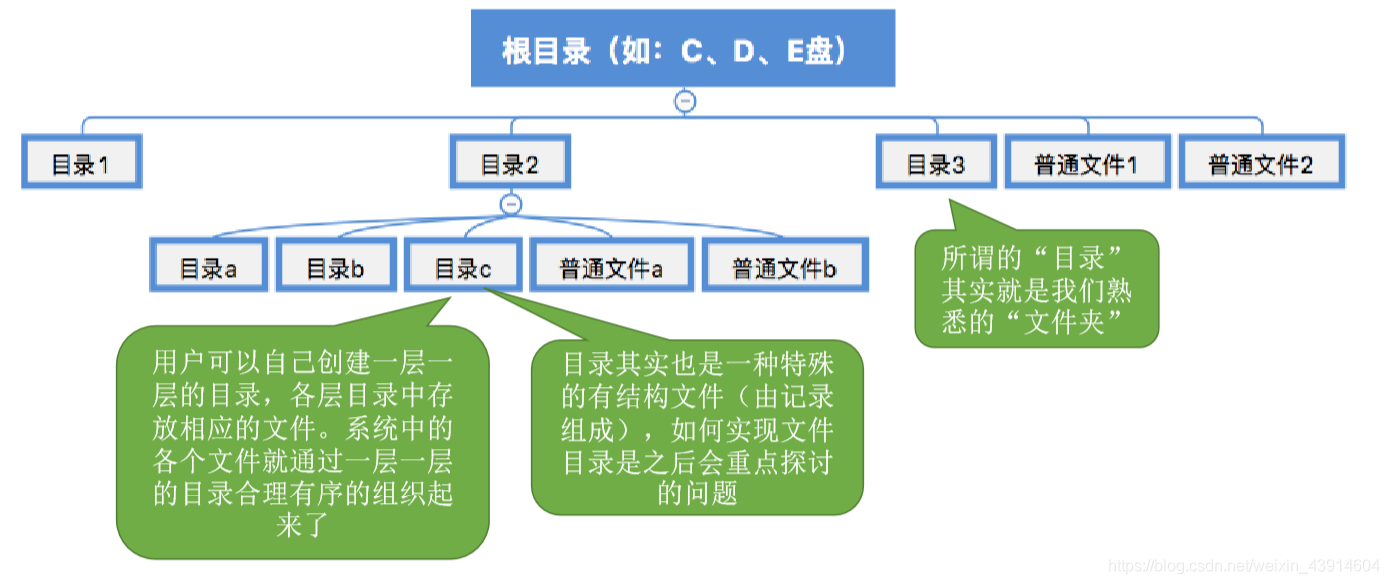 根目录（如：C、D、E盘）
目录1
目录2
目录3
普通文件1
普通文件2
目录a
目录b
目录c
普通文件a
普通文件b
所谓的“目录”
其实就是我们熟
悉的“文件夹”
用户可以自己创建一层一
层的目录，各层目录中存
放相应的文件。系统中的
各个文件就通过一层一层
的目录合理有序的组织起
来了
目录其实也是一种特殊
的有结构文件（由记录
组成），如何实现文件
目录是之后会重点探讨
的问题
https://blog.csdn.net/weixin_43914604